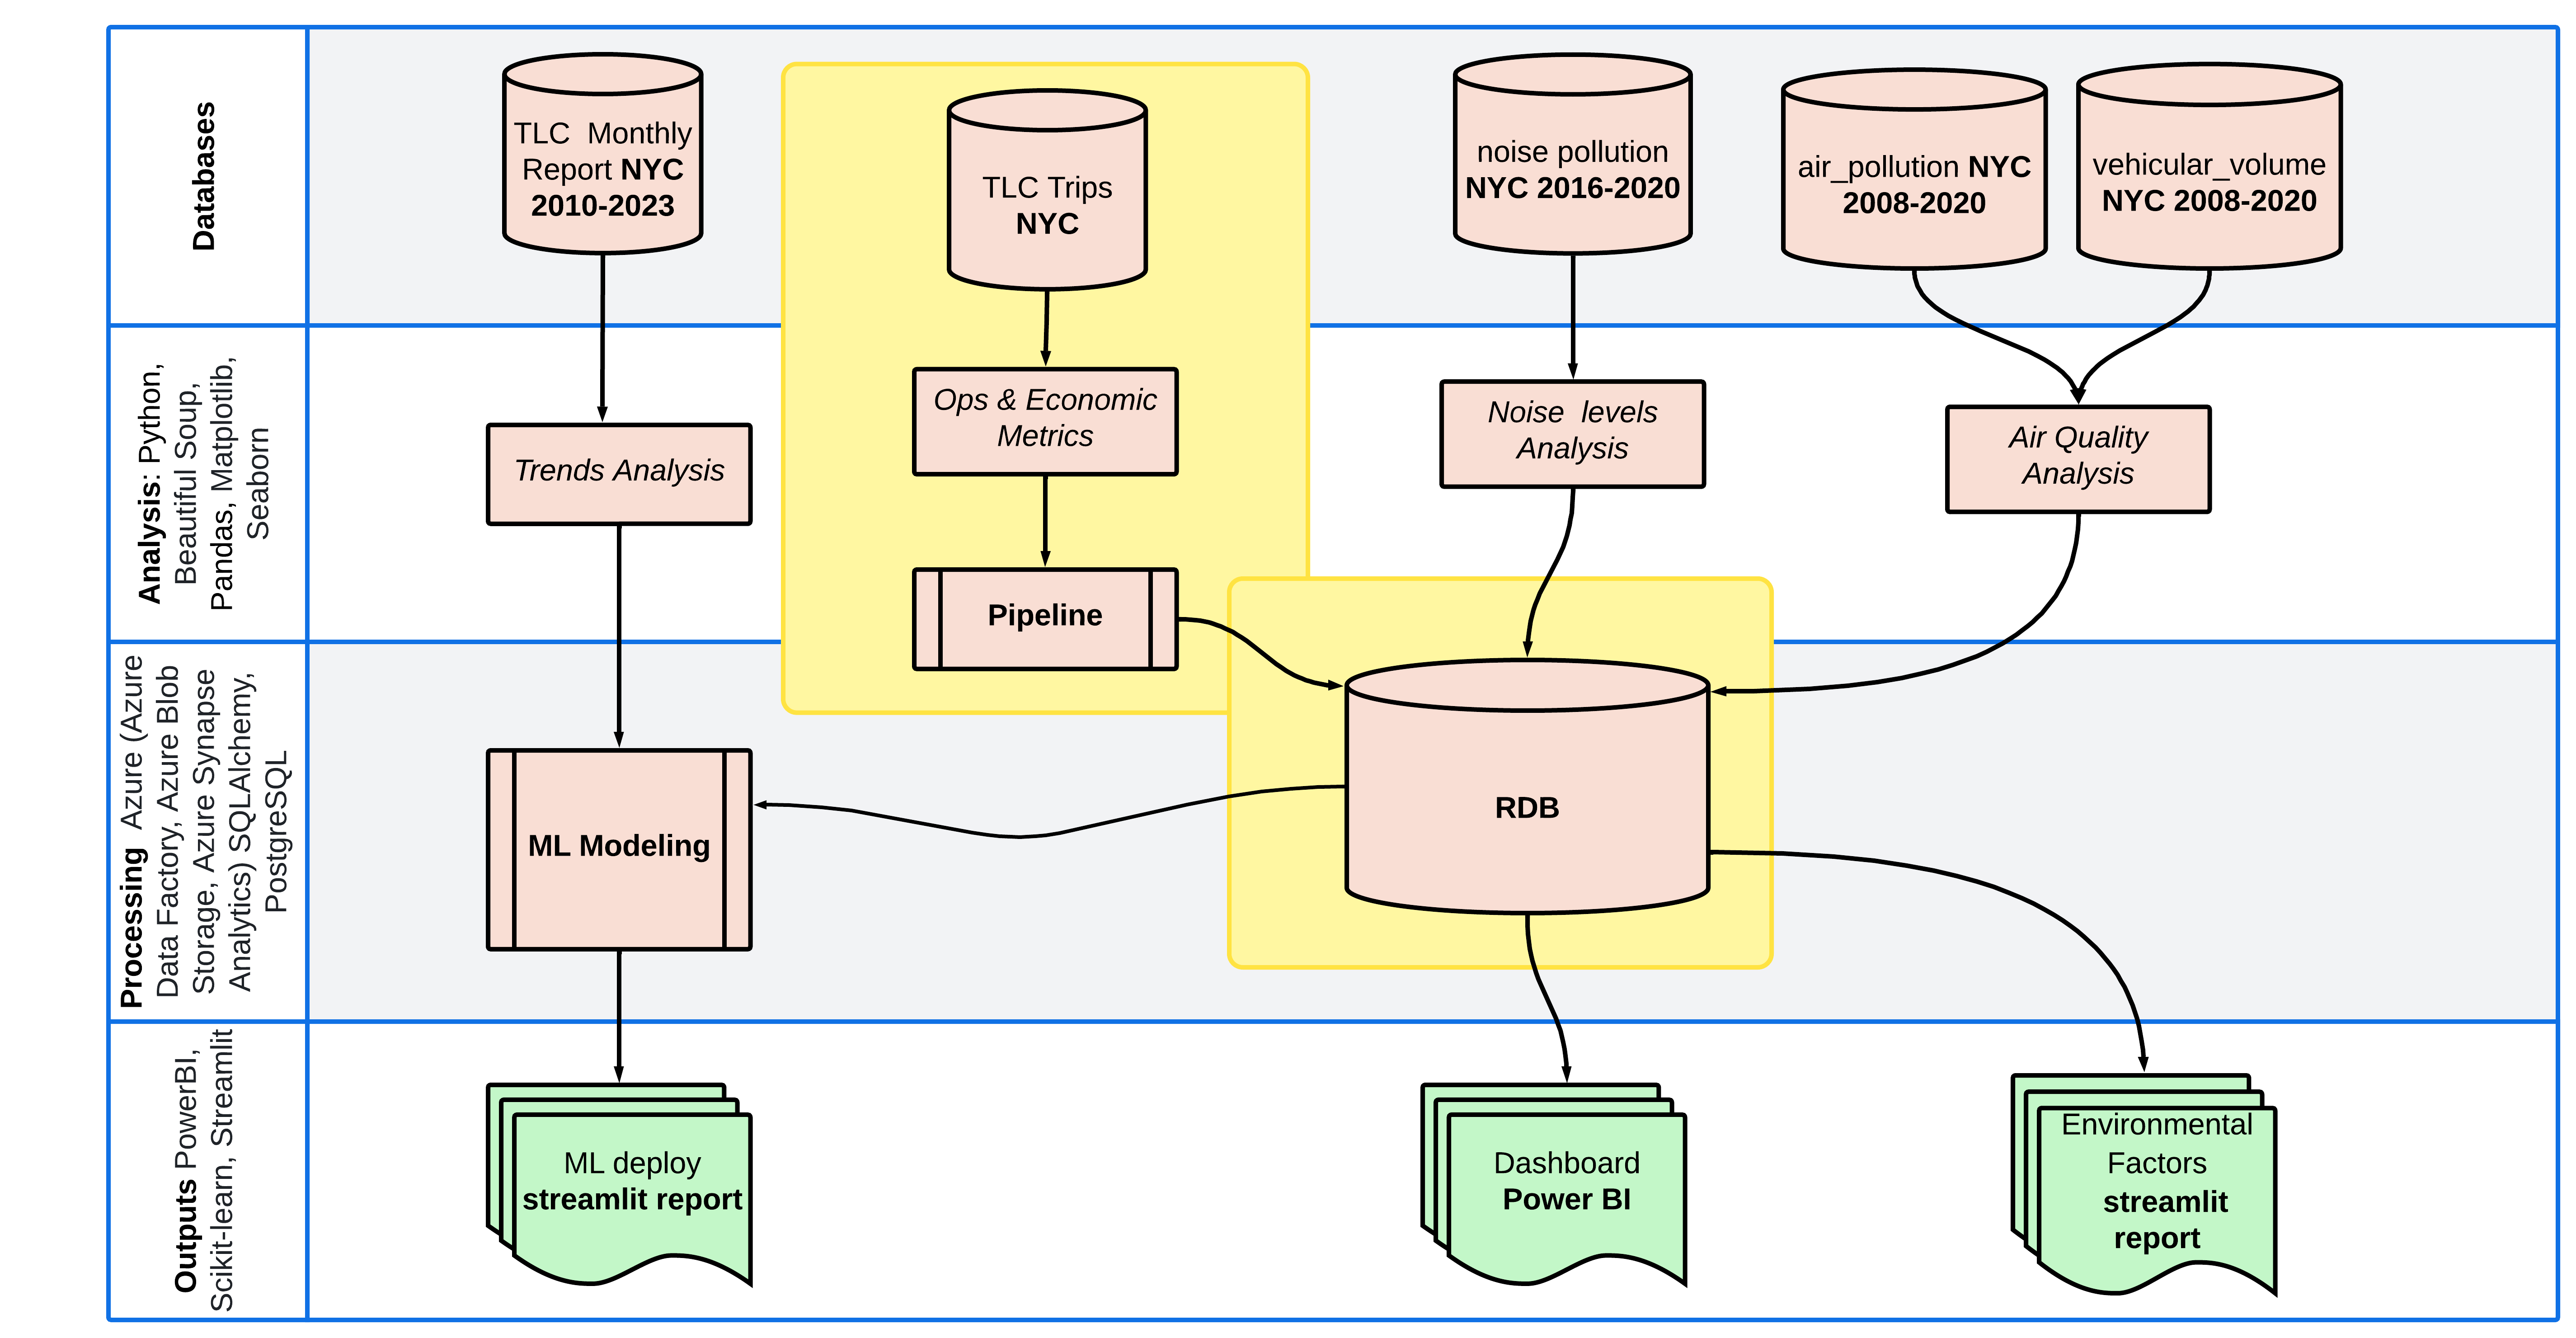 Databases
TLC  Monthly
Report NYC
2010-2023
TLC Trips
NYC
noise pollution
NYC 2016-2020
air_pollution NYC
2008-2020
vehicular_volume
NYC 2008-2020
Analysis: Python,
Beautiful Soup,
Pandas, Matplotlib,
Seaborn
Trends Analysis
Ops & Economic
Metrics
Noise  levels
Analysis
Air Quality
Analysis
Pipeline
Processing  Azure (Azure
Data Factory, Azure Blob
Storage, Azure Synapse
Analytics) SQLAlchemy,
PostgreSQL
ML Modeling
RDB
Outputs PowerBI,
Scikit-learn, Streamlit
ML deploy
streamlit report
Dashboard
Power BI
Environmental
Factors
streamlit
report